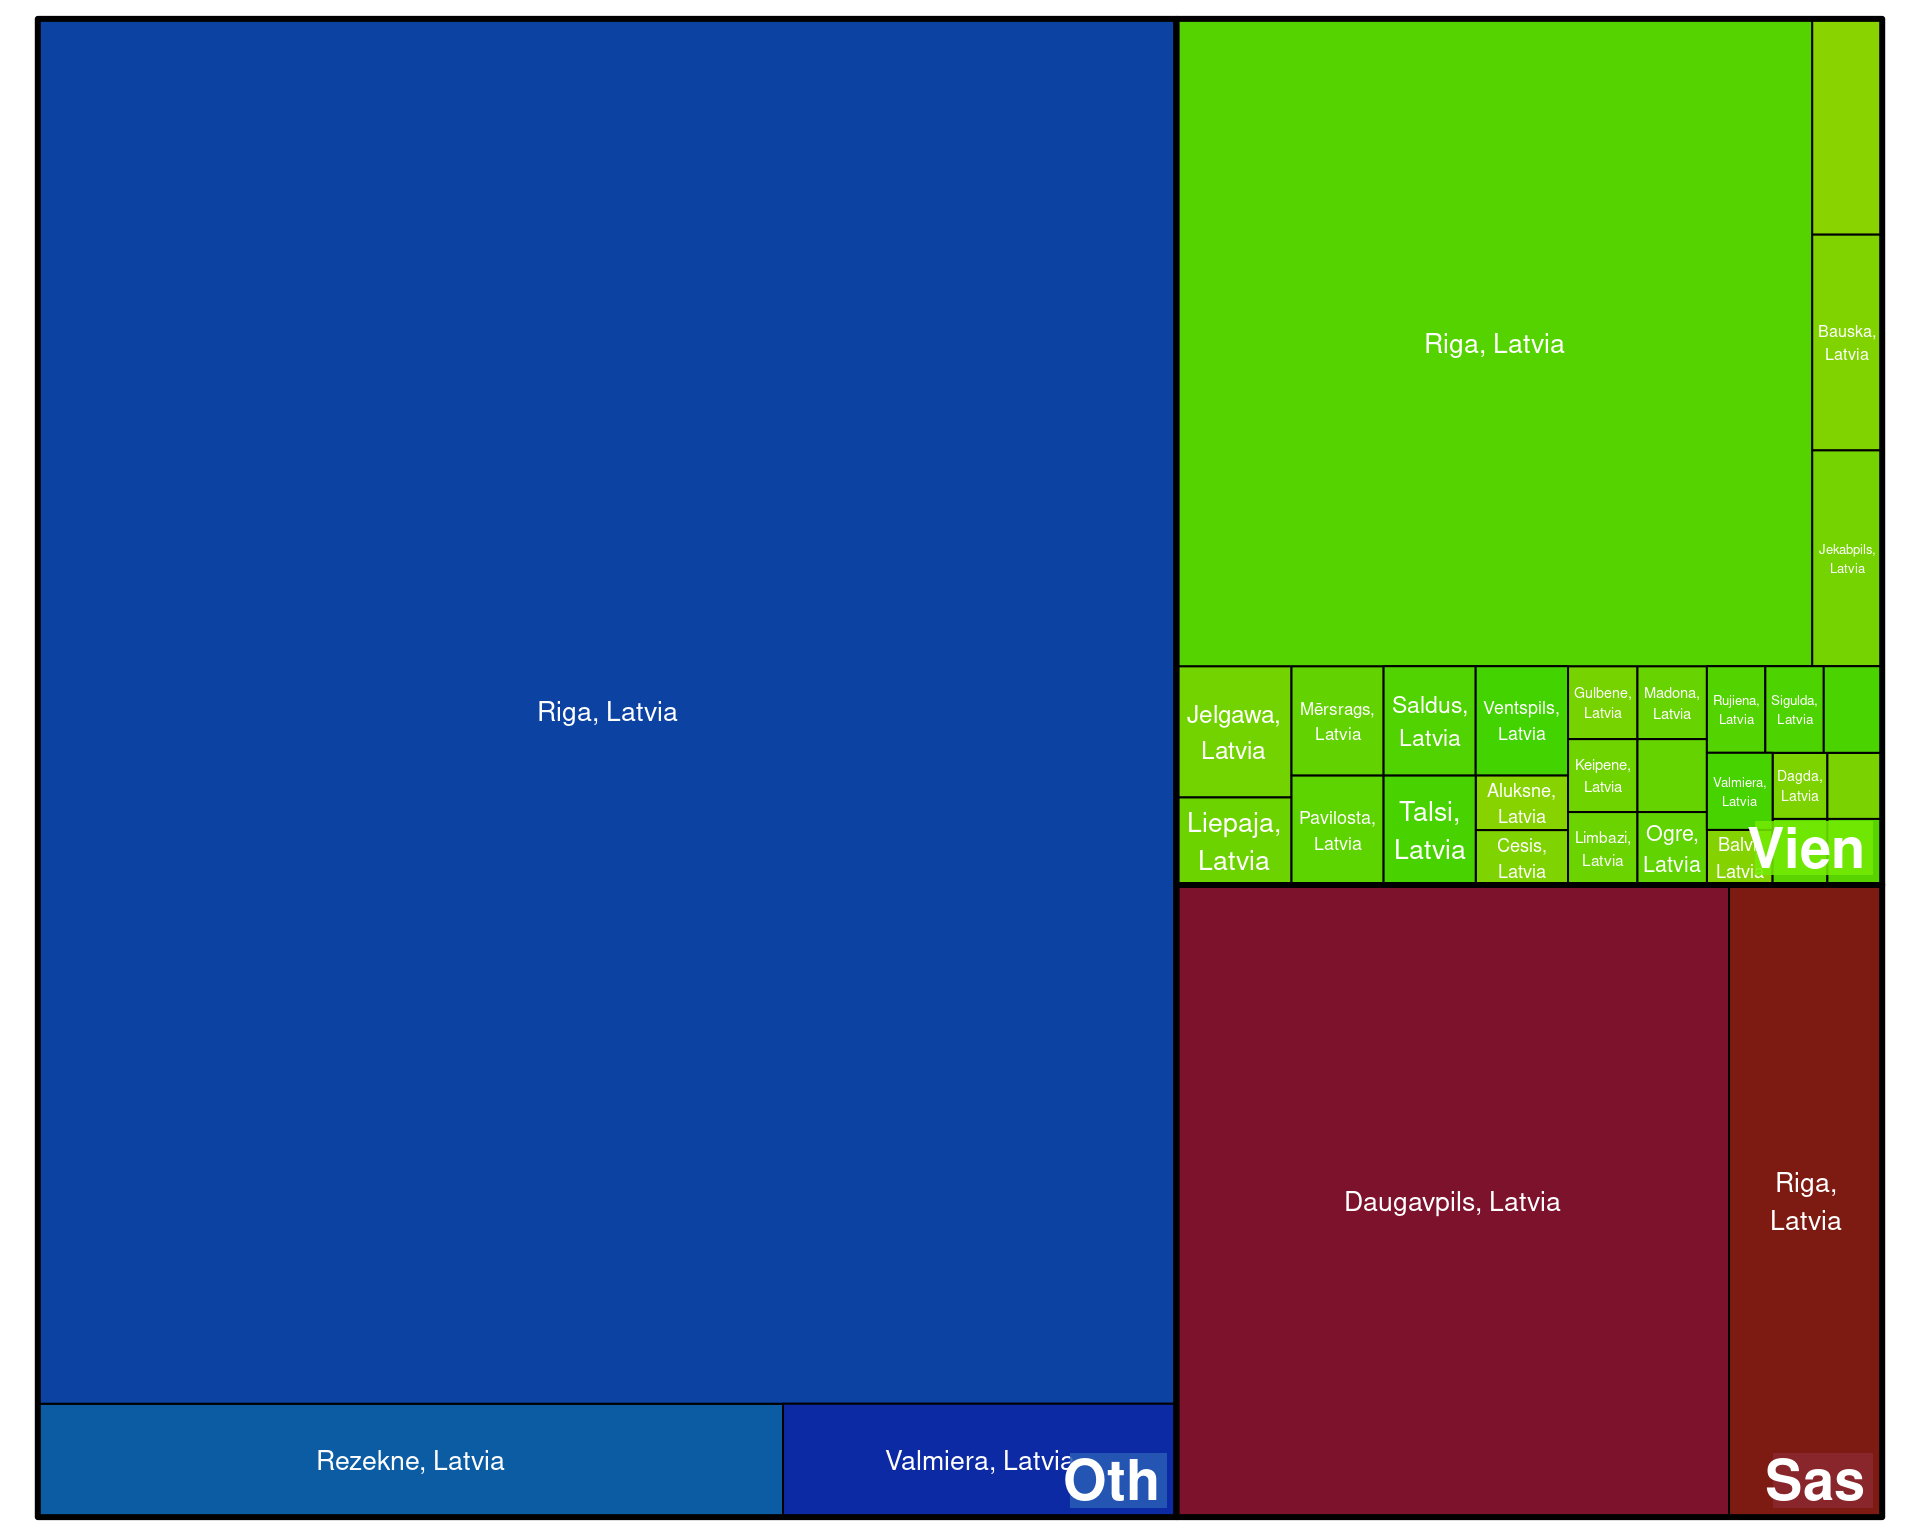 Riga, Latvia
Rezekne, Latvia
Valmiera, Latvia
Oth
Riga, Latvia
Bauska,
Latvia
Jekabpils,
Latvia
Jelgawa,
Latvia
Liepaja,
Latvia
Mērsrags,
Latvia
Pavilosta,
Latvia
Saldus,
Latvia
Talsi,
Latvia
Ventspils,
Latvia
Aluksne,
Latvia
Cesis,
Latvia
Gulbene,
Latvia
Keipene,
Latvia
Limbazi,
Latvia
Madona,
Latvia
Ogre,
Latvia
Rujiena,
Latvia
Sigulda,
Latvia
Valmiera,
Latvia
Dagda,
Latvia
Latvia
Vien
Daugavpils, Latvia
Riga,
Latvia
Sas